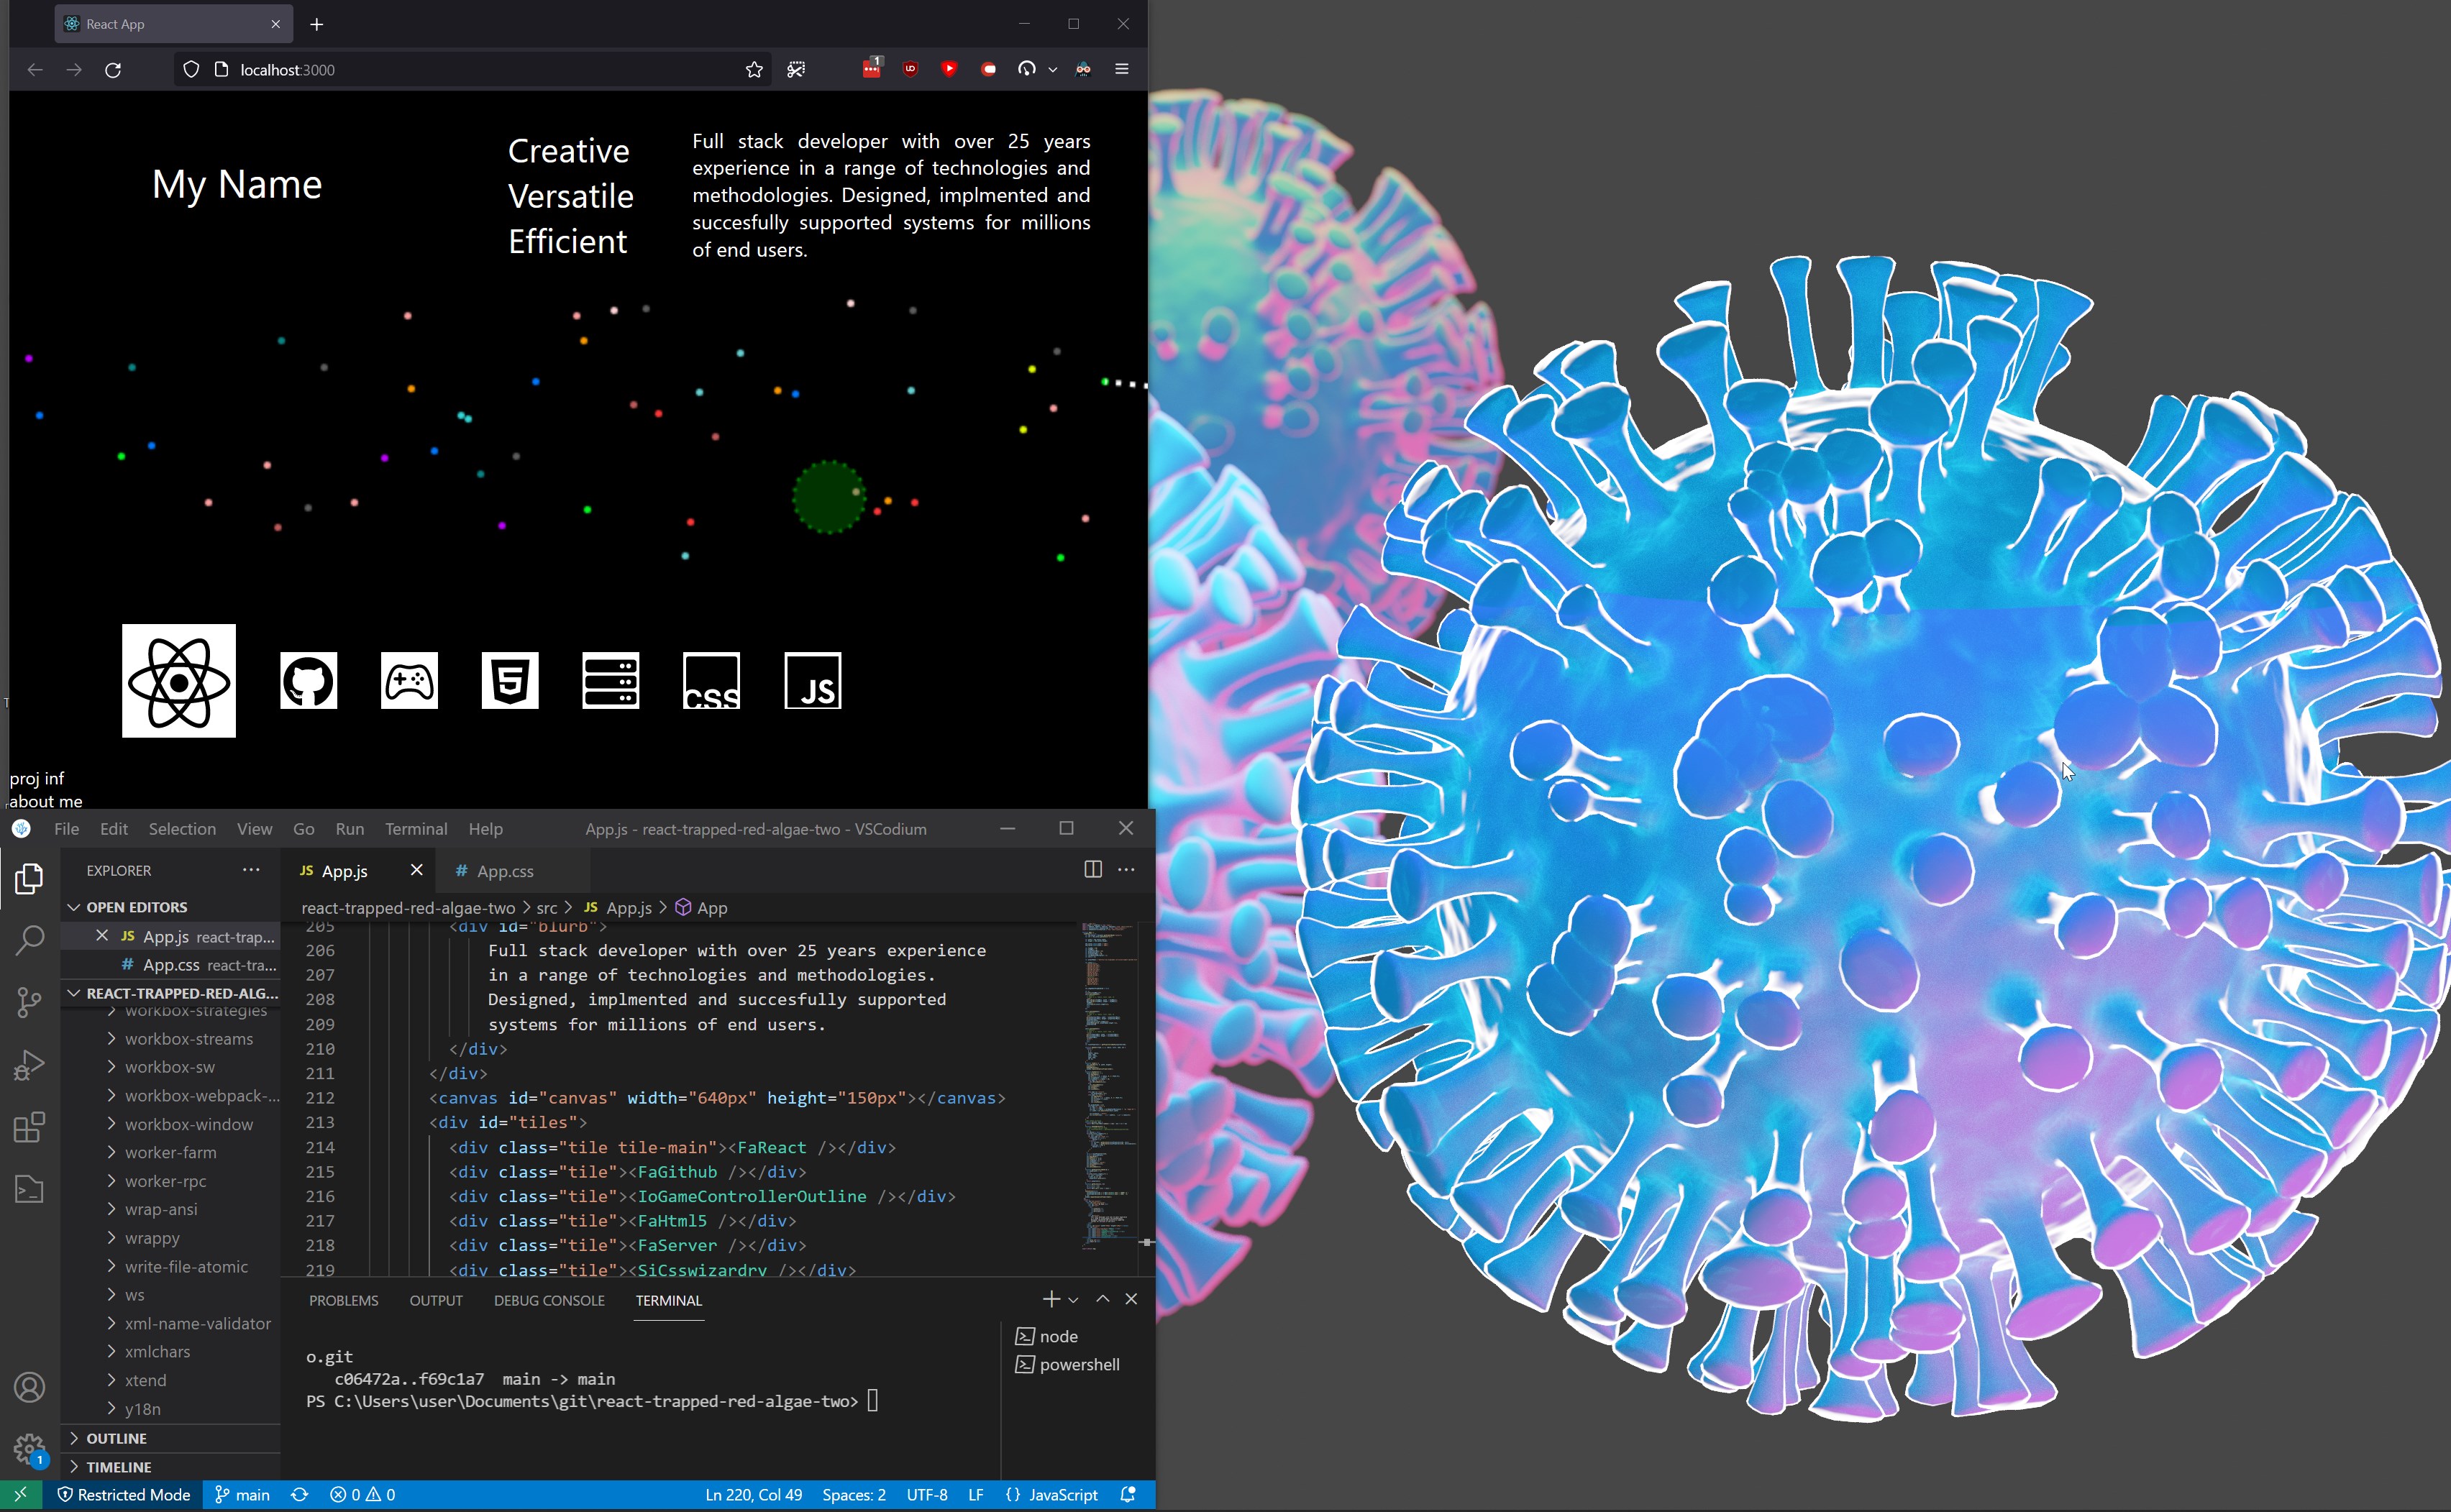 React App
localhost:3000
1
My Name
Creative
Versatile
Efficient
Full stack developer with over 25 years
experience in a range of technologies and
methodologies. Designed, implmented and
succesfully supported systems for millions
of end users.
5
CSS
JS
proj inf
about me
File Edit Selection View Go Run Terminal Help
App.js - react-trapped-red-algae-two - VSCodium
EXPLORER
JS App.js
# App.css
OPEN EDITORS
JS App.js react-trap...
# App.css react-tra...
REACT-TRAPPED-RED-ALG...
workbox-strategies
workbox-streams
workbox-sw
workbox-webpack-...
workbox-window
worker-farm
worker-rpc
wrap-ansi
wrappy
write-file-atomic
ws
xml-name-validator
xmlchars
xtend
y18n
OUTLINE
TIMELINE
react-trapped-red-algae-two > src > JS App.js > App
205 <div id="blurb">
206 Full stack developer with over 25 years experience
207 in a range of technologies and methodologies.
208 Designed, implmented and succesfully supported
209 systems for millions of end users.
210 </div>
211 </div>
212 <canvas id="canvas" width="640px" height="150px"></canvas>
213 <div id="tiles">
214 <div class="tile tile-main"><FaReact /></div>
215 <div class="tile"><FaGithub /></div>
216 <div class="tile"><IoGameControllerOutline /></div>
217 <div class="tile"><FaHtml5 /></div>
218 <div class="tile"><FaServer /></div>
219 <div class="tile"><SiCsswizardry /></div>
PROBLEMS OUTPUT DEBUG CONSOLE TERMINAL
o.git
c06472a..f69c1a7 main -> main
PS C:\Users\user\Documents\git\react-trapped-red-algae-two>
node
powershell
1
Restricted Mode main 0 0
Ln 220, Col 49 Spaces: 2 UTF-8 LF {} JavaScript